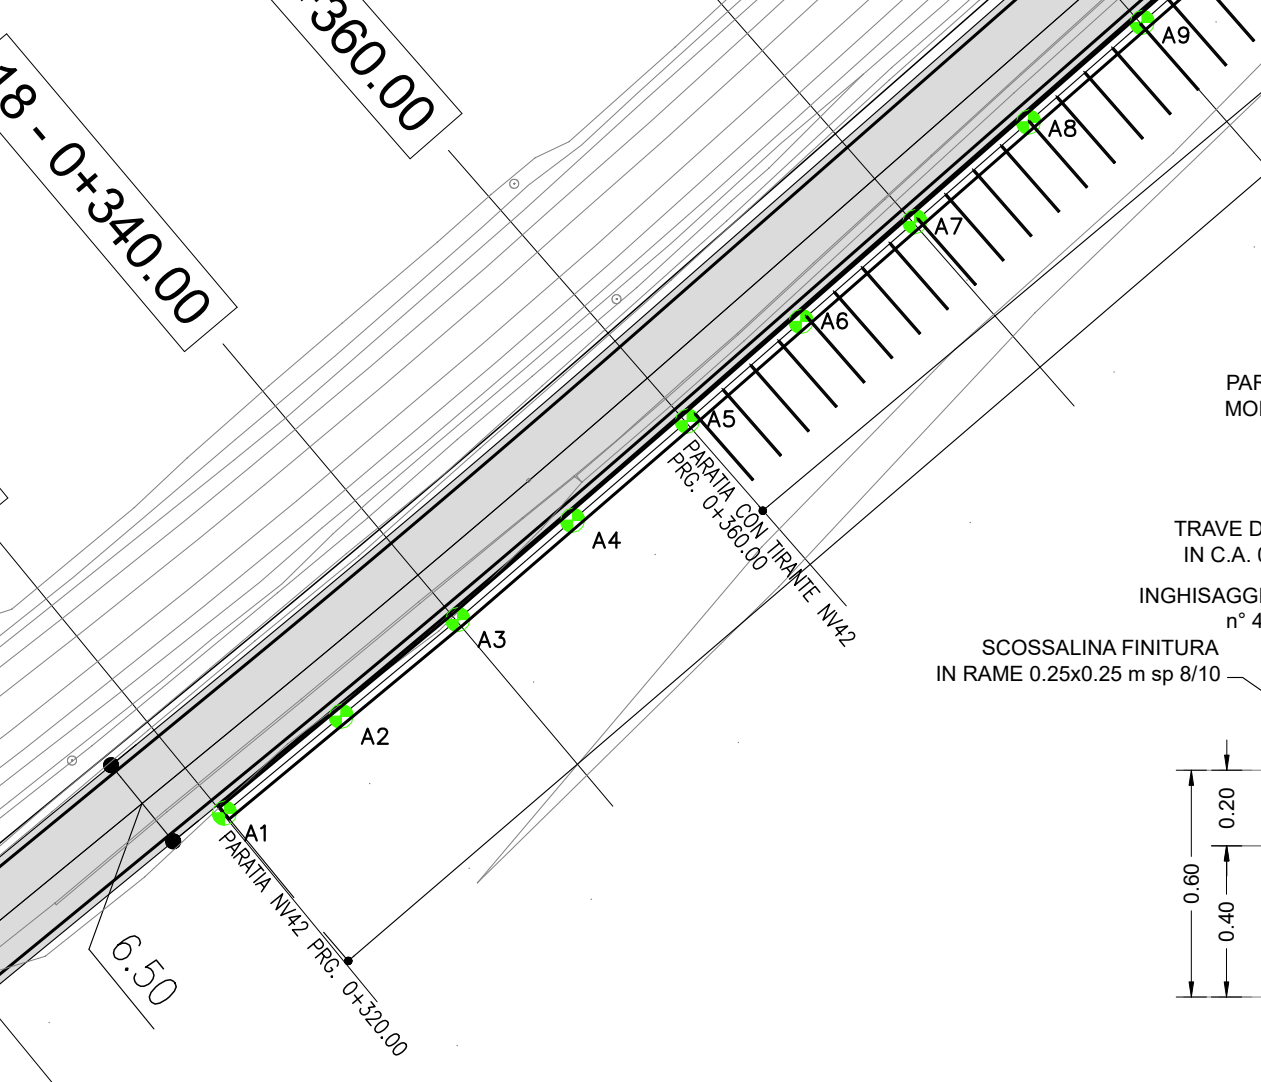 +360.00
18 - 0+340.00
A9
A8
A7
A6
A5
A4
A3
A2
A1
PARATIA CON TIRANTE NV42
PRG. 0+360.00
PARATIA NV42 PRG. 0+320.00
6.50
PAR
MO
TRAVE D
IN C.A. 0
INGHISAGGI
n° 4
SCOSSALINA FINITURA
IN RAME 0.25x0.25 m sp 8/10
0.20
0.60
0.40